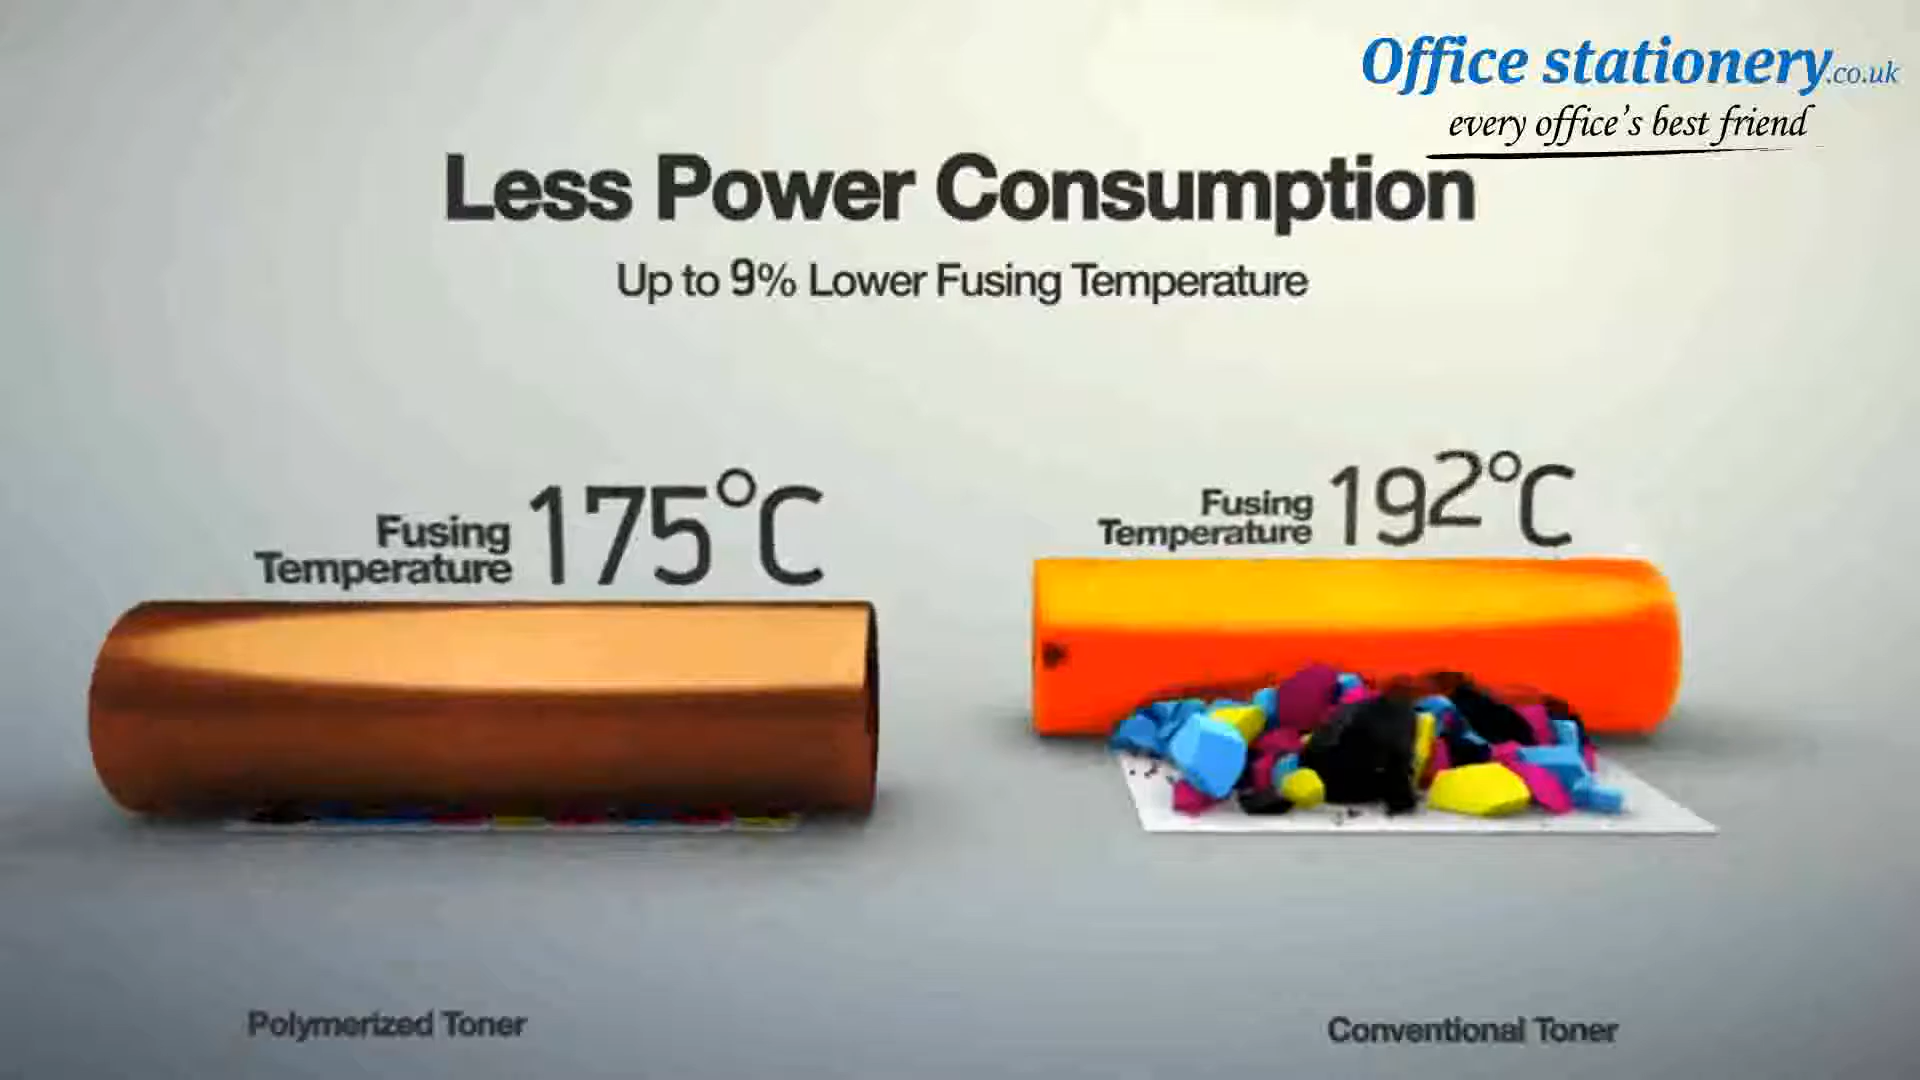 Office stationery.co.uk
every office's best friend
Less Power Consumption
Up to 9% Lower Fusing Temperature
Fusing
Temperature
175°C
Fusing
Temperature
192°C
Polymerized Toner
Conventional Toner